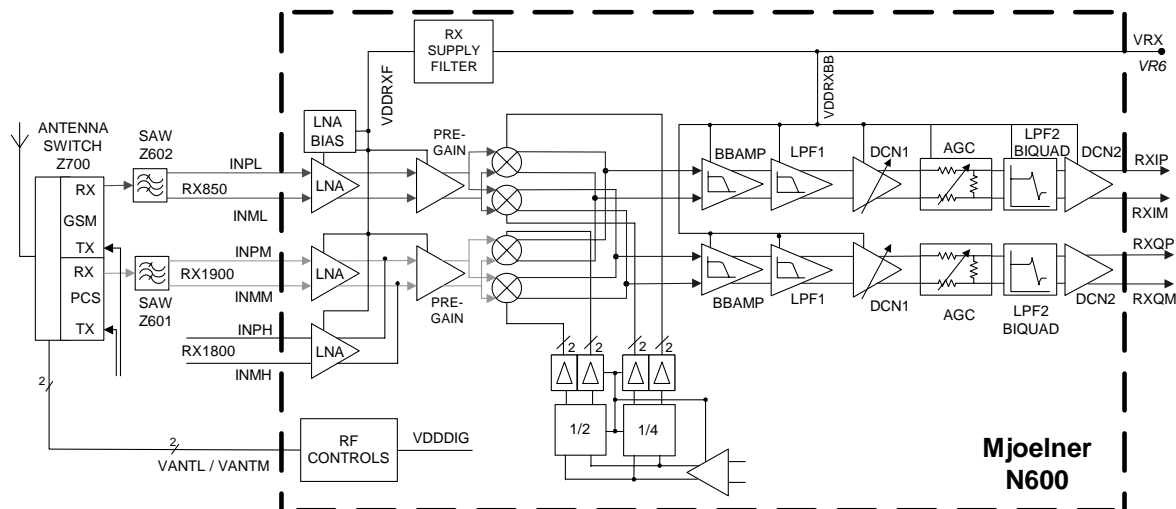 RX
SUPPLY
FILTER
VRX
VR6
VDDRXF
VDDRXBB
ANTENNA
SWITCH
Z700
SAW
Z602
LNA
BIAS
PRE-
GAIN
INPL
RX850
INML
LNA
BBAMP
LPF1
DCN1
AGC
LPF2
BIQUAD
DCN2
RXIP
RXIM
RX
GSM
TX
RX
PCS
TX
INPM
RX1900
INMM
SAW
Z601
LNA
PRE-
GAIN
INPH
RX1800
INMH
LNA
BBAMP
LPF1
DCN1
AGC
LPF2
BIQUAD
DCN2
RXQP
RXQM
2
2
2
2
1/2
1/4
2
2
VANTL / VANTM
RF
CONTROLS
VDDDIG
Mjoelner
N600